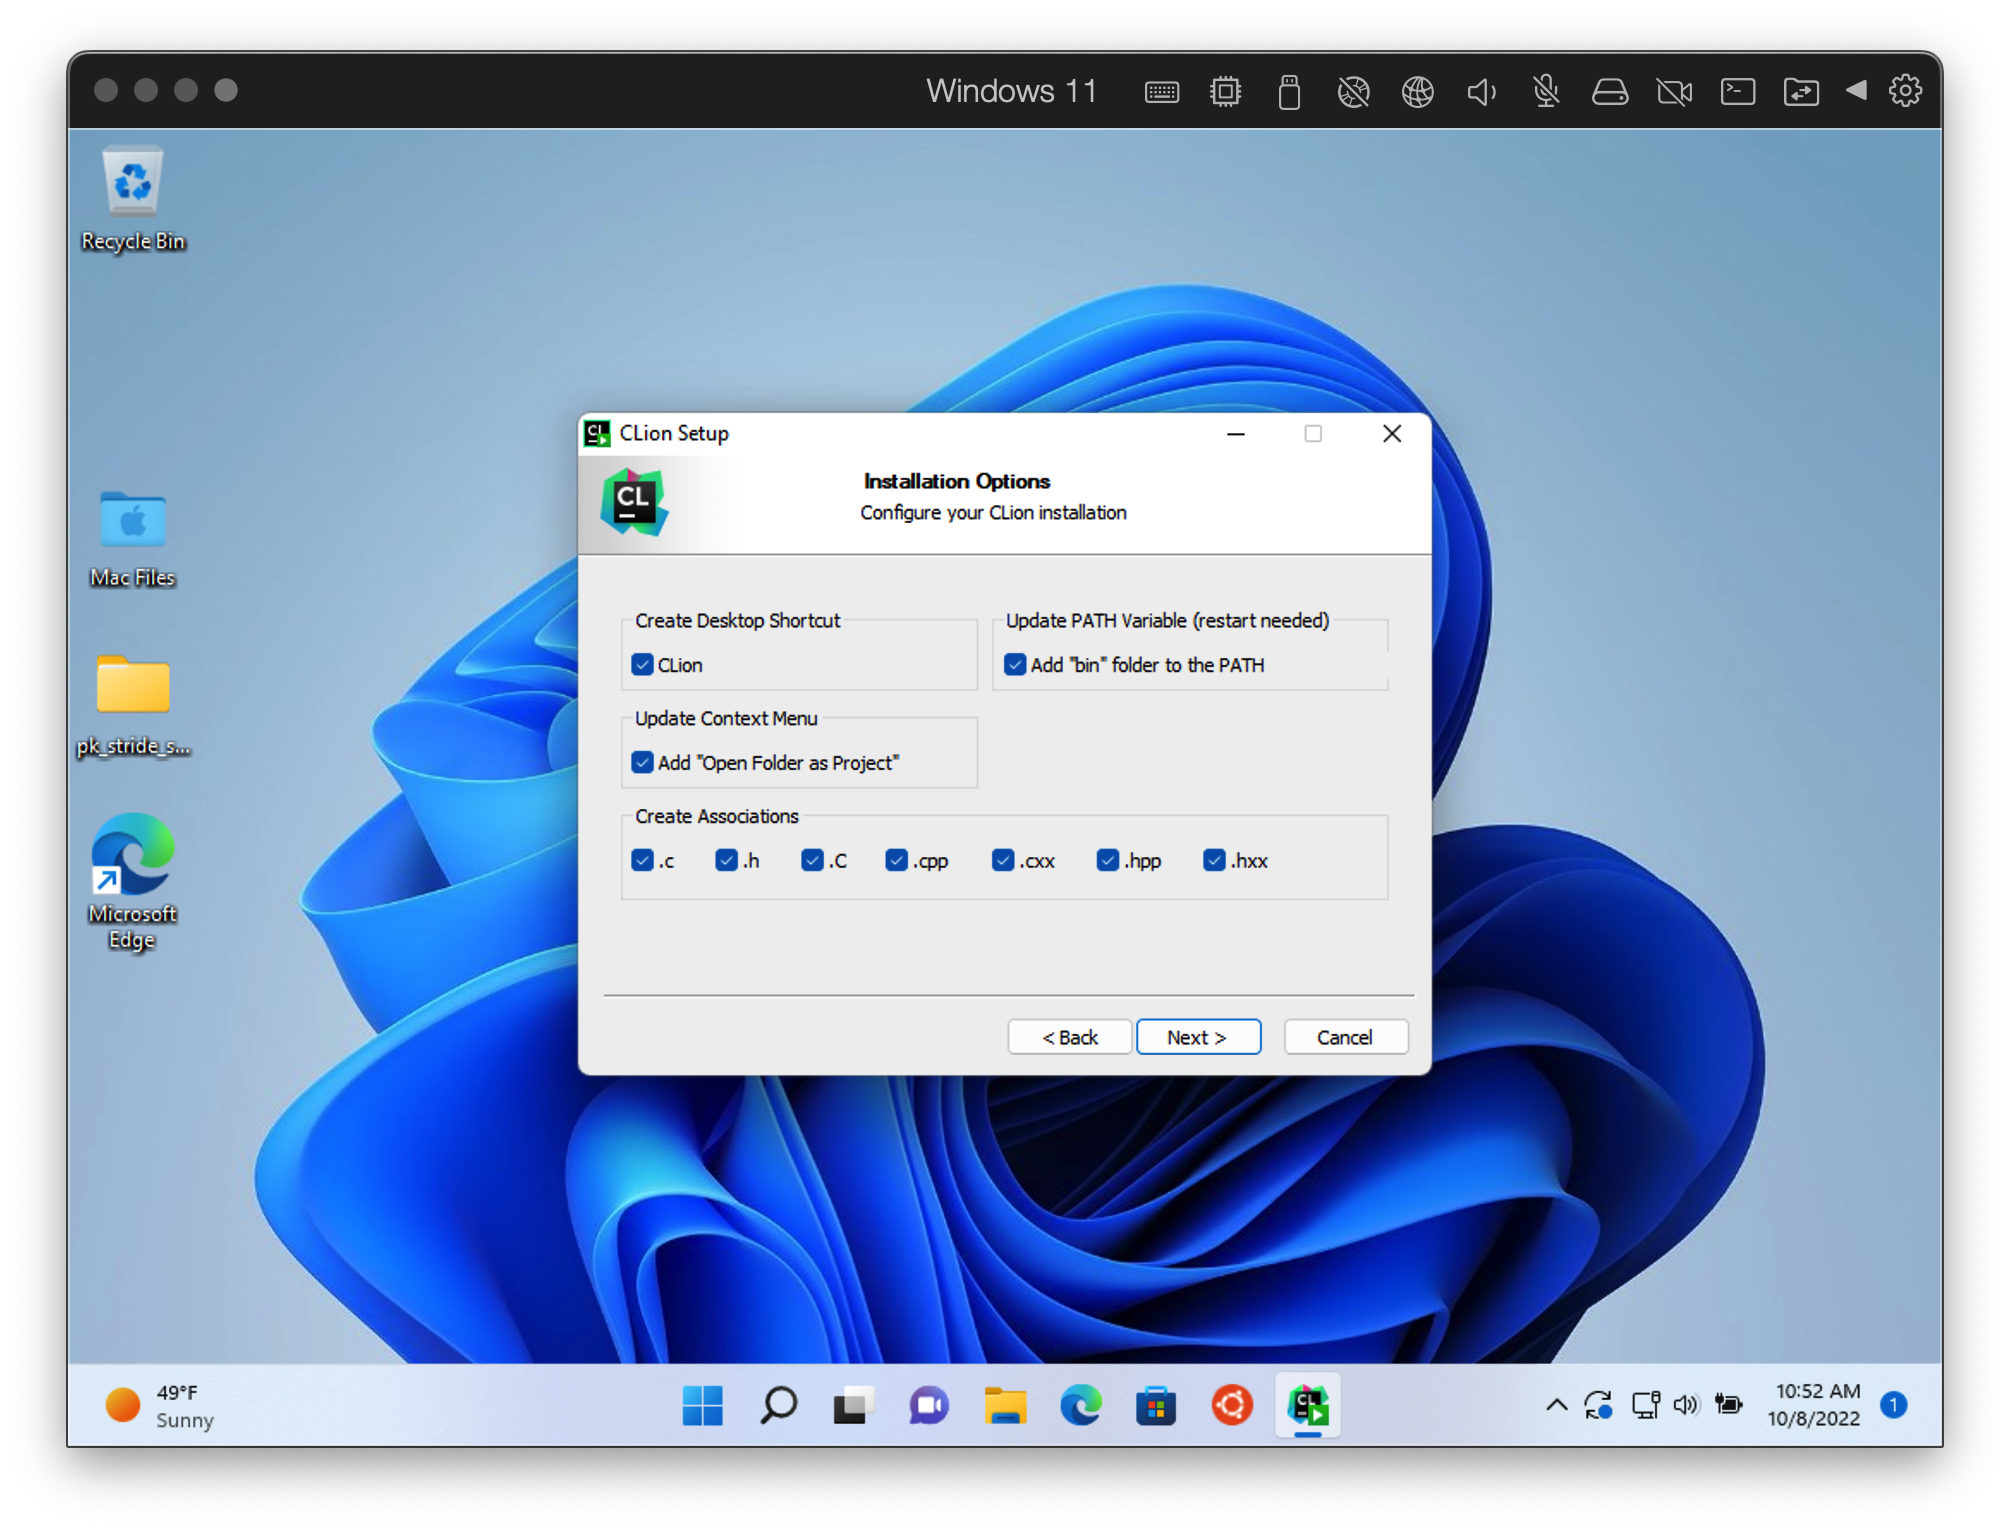 Windows 11
Recycle Bin
Mac Files
pk_stride_s...
Microsoft
Edge
CL
CLion Setup
CL
Installation Options
Configure your CLion installation
Create Desktop Shortcut
CLion
Update PATH Variable (restart needed)
Add "bin" folder to the PATH
Update Context Menu
Add "Open Folder as Project"
Create Associations
.c .h .C .cpp .cxx .hpp .hxx
< Back Next > Cancel
49°F
Sunny
CL
10:52 AM
10/8/2022
1